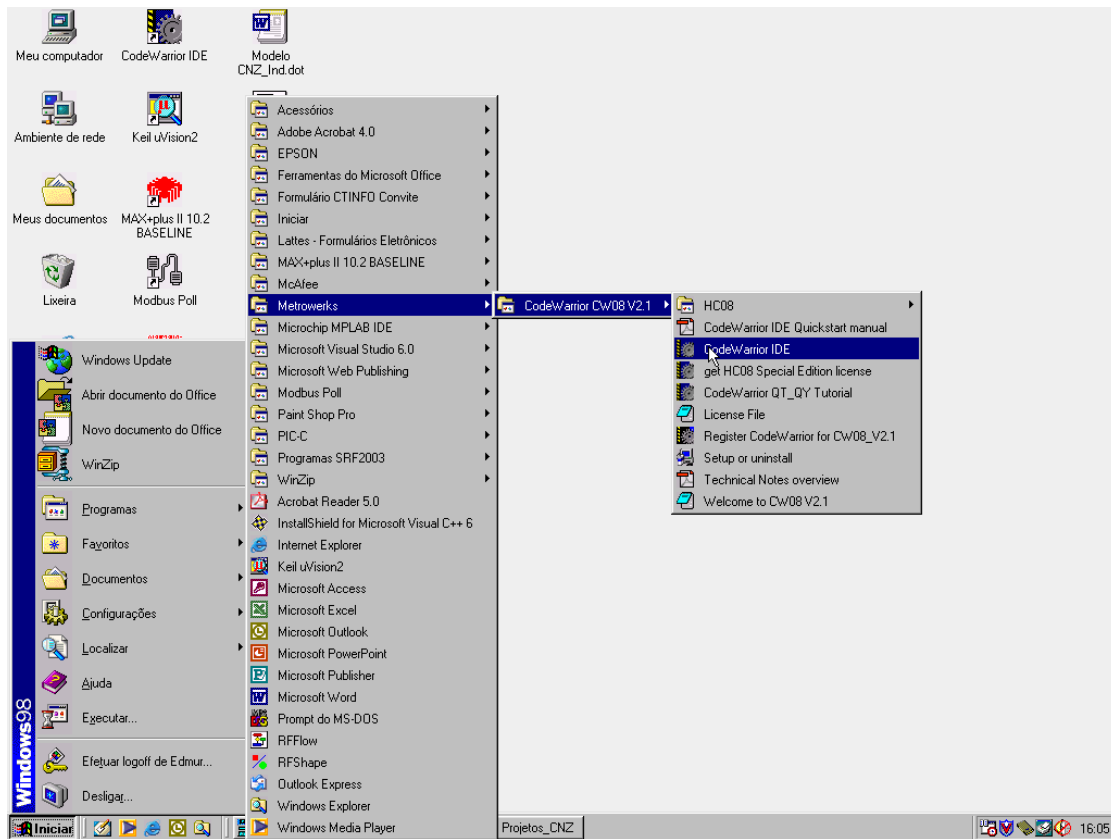 Meu computador
CodeWarrior IDE
Modelo
CNZ_Ind.dot
Ambiente de rede
Keil uVision2
Meus documentos
MAX+plus II 10.2
BASELINE
Lixeira
Modbus Poll
Windows98
Windows Update
Abrir documento do Office
Novo documento do Office
WinZip
Programas
Favoritos
Documentos
Configurações
Localizar
Ajuda
Executar...
Efetuar logoff de Edmur...
Desligar...
Acessórios
Adobe Acrobat 4.0
EPSON
Ferramentas do Microsoft Office
Formulário CTINFO Convite
Iniciar
Lattes - Formulários Eletrônicos
MAX+plus II 10.2 BASELINE
McAfee
Metrowerks
Microchip MPLAB IDE
Microsoft Visual Studio 6.0
Microsoft Web Publishing
Modbus Poll
Paint Shop Pro
PIC-C
Programas SRF2003
WinZip
Acrobat Reader 5.0
InstallShield for Microsoft Visual C++ 6
Internet Explorer
Keil uVision2
Microsoft Access
Microsoft Excel
Microsoft Outlook
Microsoft PowerPoint
Microsoft Publisher
Microsoft Word
Prompt do MS-DOS
RFFlow
RFShape
Outlook Express
Windows Explorer
Windows Media Player
CodeWarrior CW08 V2.1
HC08
CodeWarrior IDE Quickstart manual
CodeWarrior IDE
get HC08 Special Edition license
CodeWarrior QT_QY Tutorial
License File
Register CodeWarrior for CW08_V2.1
Setup or uninstall
Technical Notes overview
Welcome to CW08 V2.1
Iniciar
Projetos_CNZ
16:05